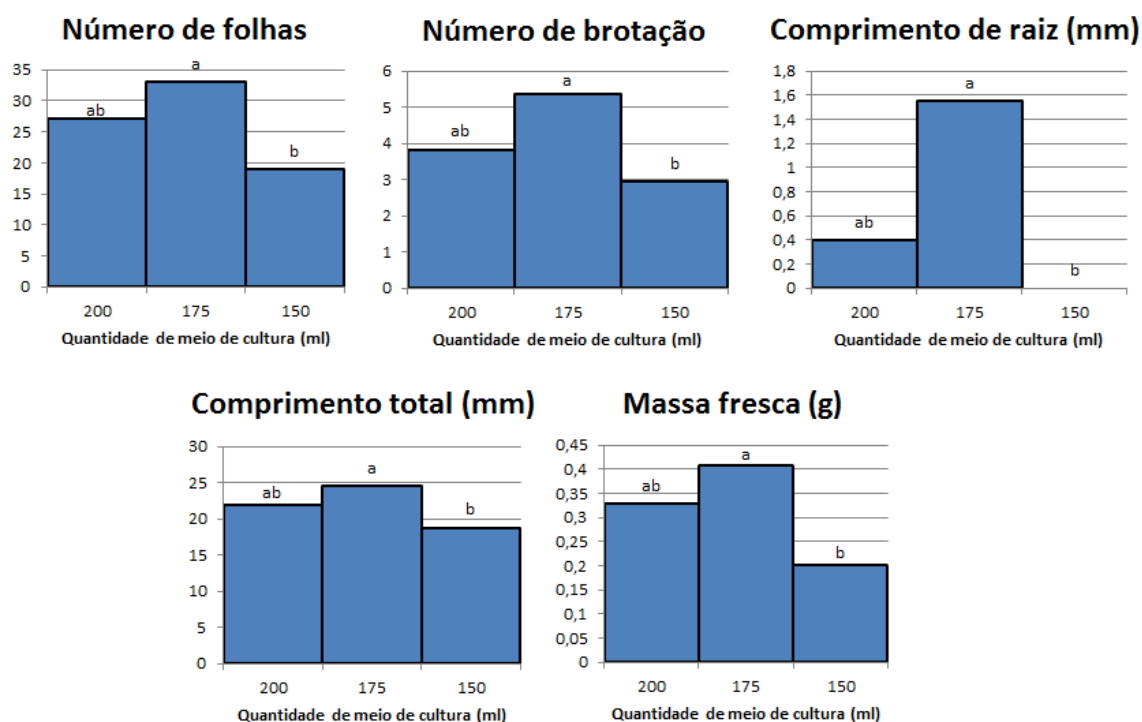 Número de folhas
35
30
25
20
15
10
5
0
ab
a
b
200 175 150
Quantidade de meio de cultura (ml)
Número de brotação
6
5
4
3
2
1
0
ab
a
b
200 175 150
Quantidade de meio de cultura (ml)
Comprimento de raiz (mm)
1,8
1,6
1,4
1,2
1
0,8
0,6
0,4
0,2
0
ab
a
b
200 175 150
Quantidade de meio de cultura (ml)
Comprimento total (mm)
30
25
20
15
10
5
0
ab
a
b
200 175 150
Quantidade de meio de cultura (ml)
Massa fresca (g)
0,45
0,4
0,35
0,3
0,25
0,2
0,15
0,1
0,05
0
ab
a
b
200 175 150
Quantidade de meio de cultura (ml)